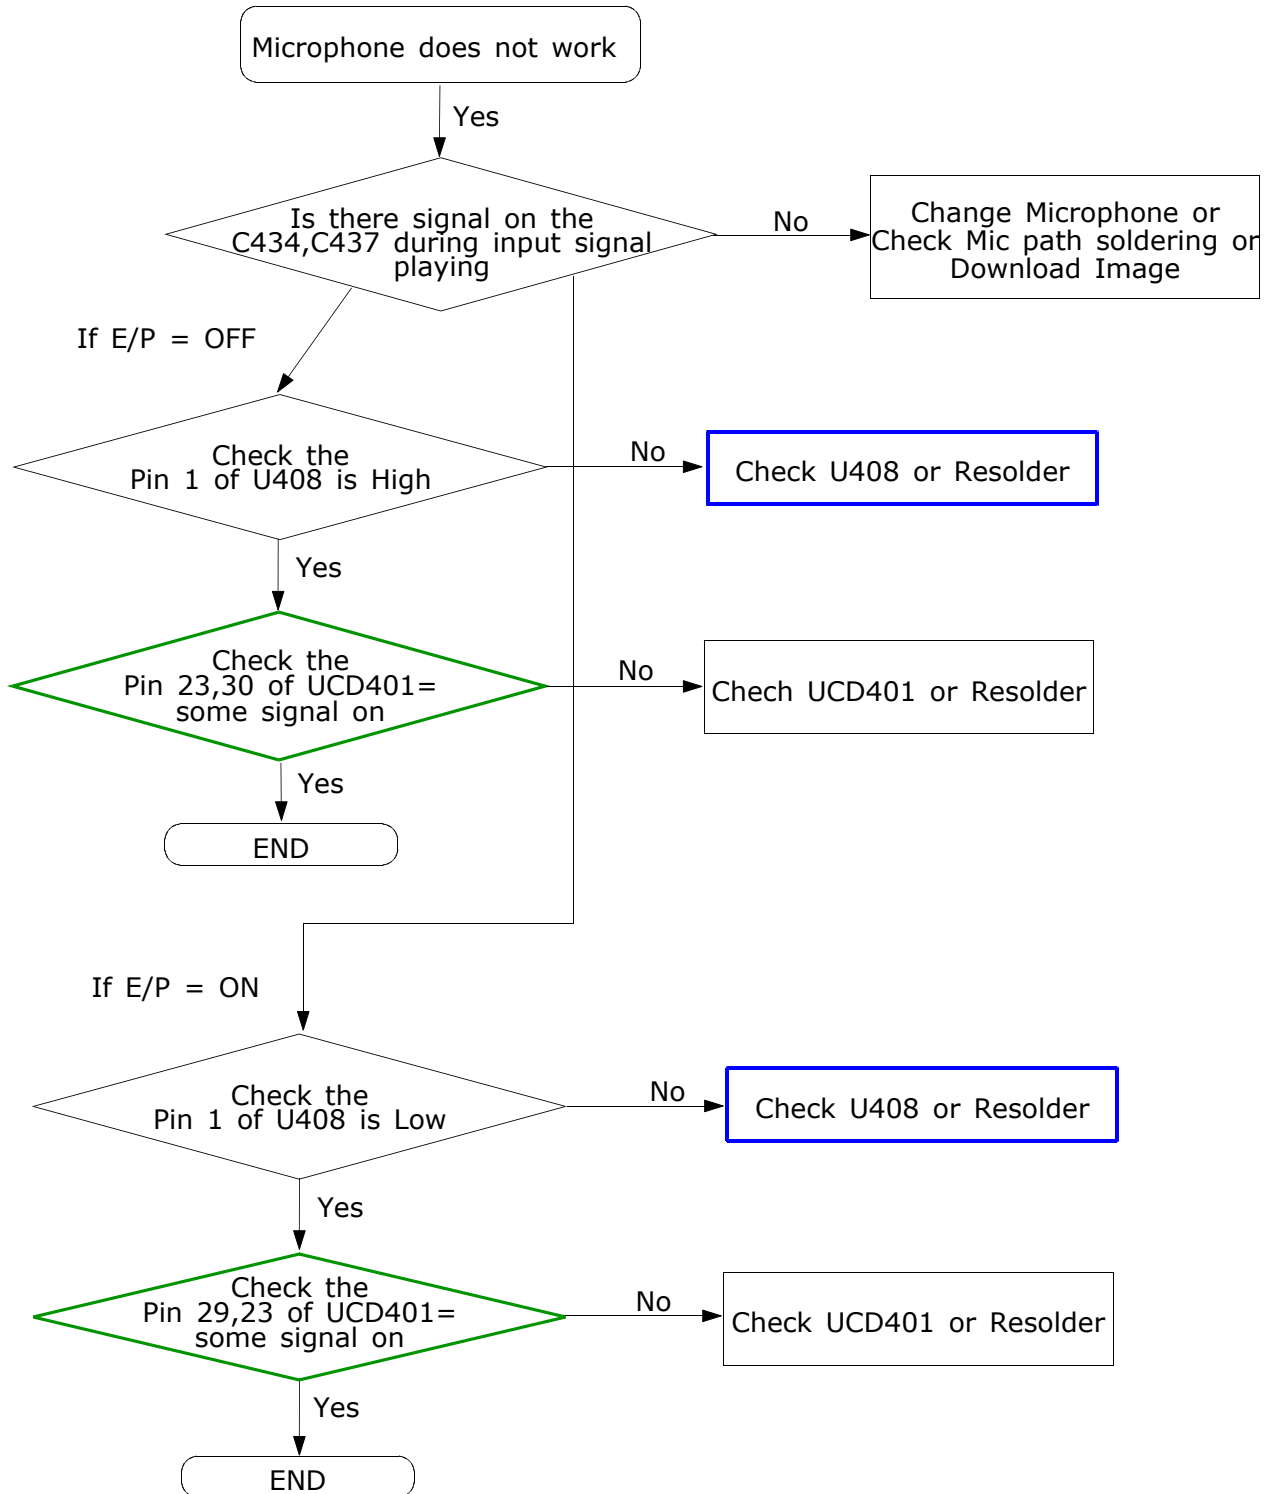 Microphone does not work
Yes
Is there signal on the
C434,C437 during input signal
playing
No
Change Microphone or
Check Mic path soldering or
Download Image
If E/P = OFF
Check the
Pin 1 of U408 is High
No
Check U408 or Resolder
Yes
Check the
Pin 23,30 of UCD401=
some signal on
No
Chech UCD401 or Resolder
Yes
END
If E/P = ON
Check the
Pin 1 of U408 is Low
No
Check U408 or Resolder
Yes
Check the
Pin 29,23 of UCD401=
some signal on
No
Check UCD401 or Resolder
Yes
END